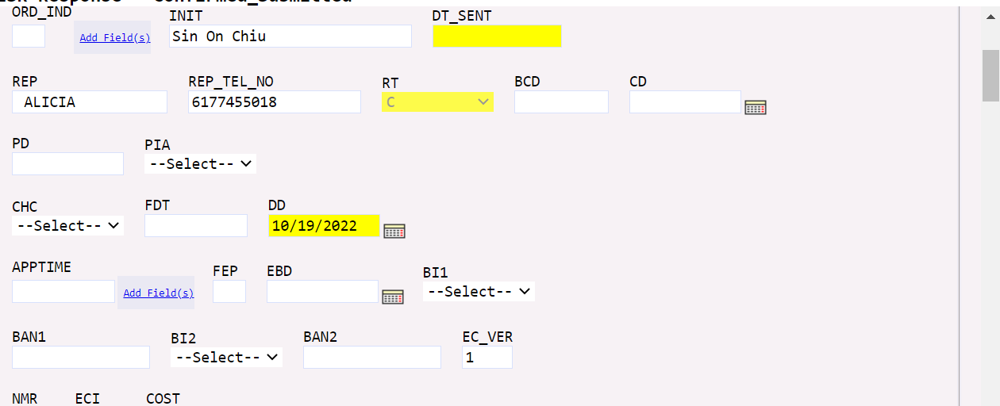 ORD_IND INIT DT_SENT
Add Field(s) Sin On Chiu
REP REP_TEL_NO RT BCD CD
ALICIA 6177455018 C
PD PIA
--Select--
CHC FDT DD
--Select-- 10/19/2022
APPTIME FEP EBD BI1
Add Field(s) --Select--
BAN1 BI2 BAN2 EC_VER
--Select-- 1
NMR ECI COST